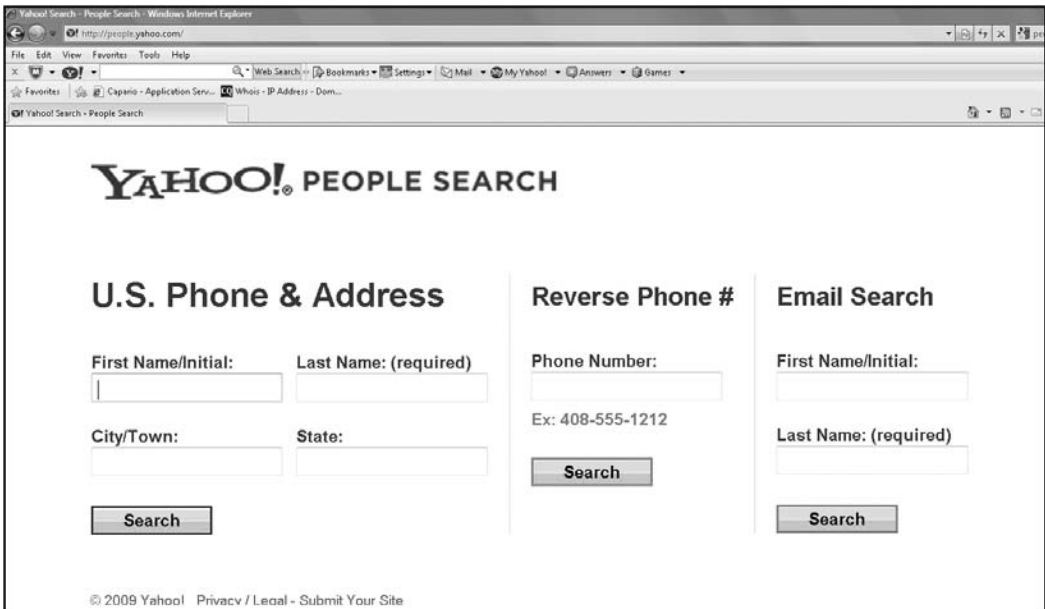 Yahoo! Search - People Search - Windows Internet Explorer
http://people.yahoo.com/
File Edit View Favorites Tools Help
Web Search Bookmarks Settings Mail My Yahoo! Answers Games
Favorites Capario - Application Serv... Whois - IP Address - Dom...
Yahoo! Search - People Search
YAHOO!® PEOPLE SEARCH
U.S. Phone & Address
First Name/Initial: Last Name: (required)
City/Town: State:
Search
Reverse Phone #
Phone Number:
Ex: 408-555-1212
Search
Email Search
First Name/Initial:
Last Name: (required)
Search
© 2009 Yahoo! Privacy / Legal - Submit Your Site